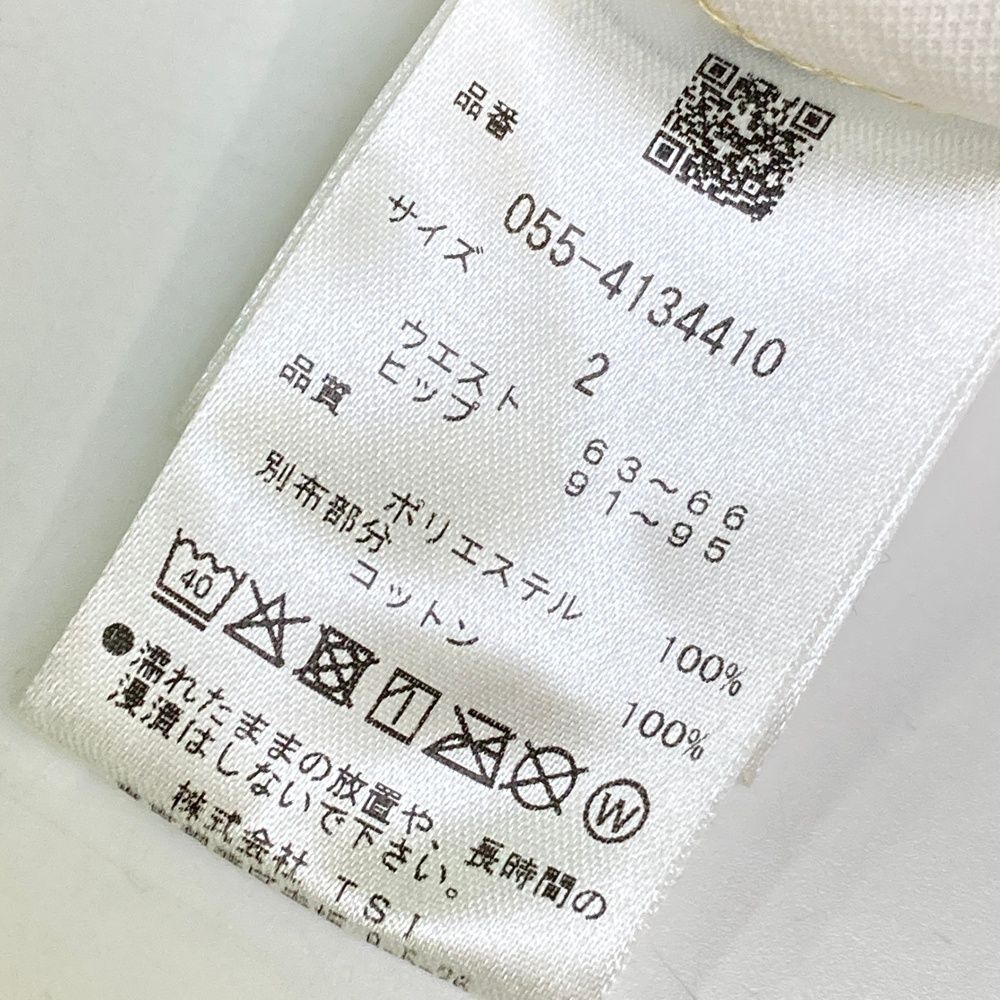 品番
055-4134410
サイズ
2
ウエスト 63~66
ヒップ 91~95
品質
ポリエステル 100%
別布部分
コットン 100%
40
W
●濡れたままの放置や、長時間の
浸漬はしないで下さい。
株式会社 TSI